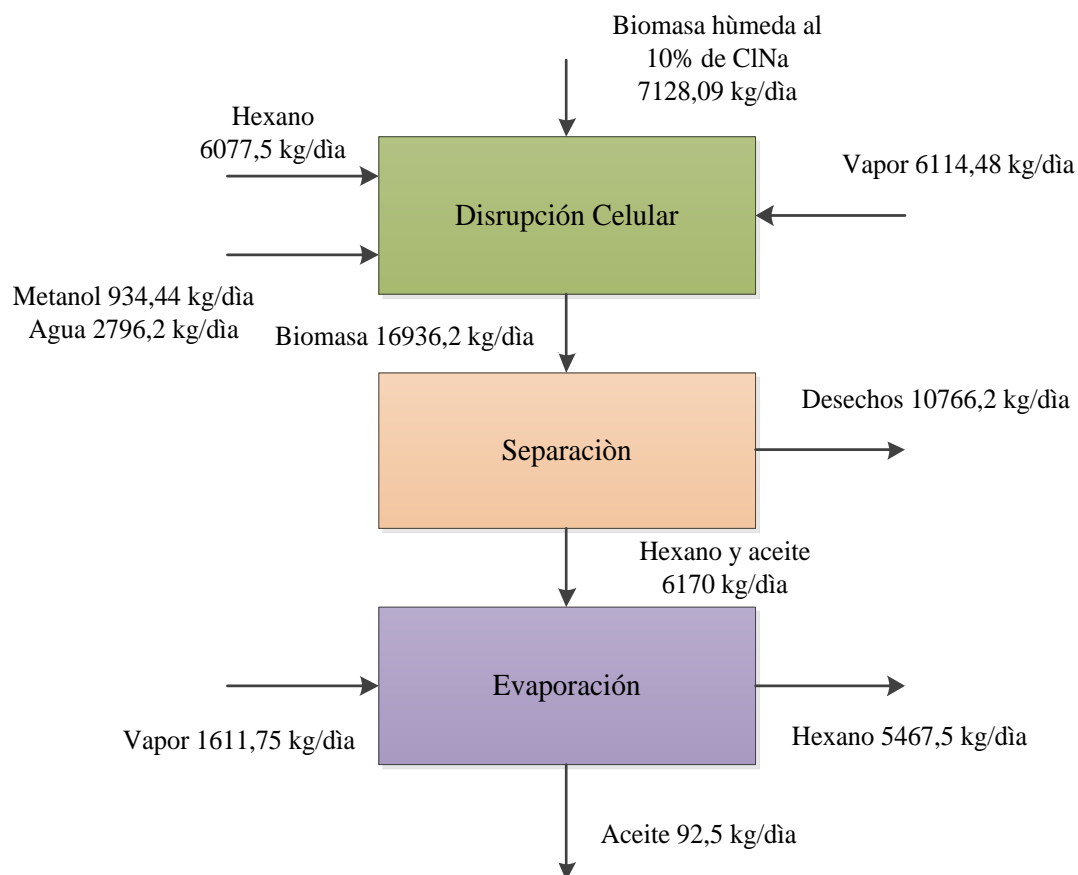 Biomasa hùmeda al
10% de ClNa
7128,09 kg/dìa
Hexano
6077,5 kg/dìa
Vapor 6114,48 kg/dìa
Disrupción Celular
Metanol 934,44 kg/dìa
Agua 2796,2 kg/dìa
Biomasa 16936,2 kg/dìa
Desechos 10766,2 kg/dìa
Separaciòn
Hexano y aceite
6170 kg/dìa
Evaporación
Vapor 1611,75 kg/dìa
Hexano 5467,5 kg/dìa
Aceite 92,5 kg/dìa